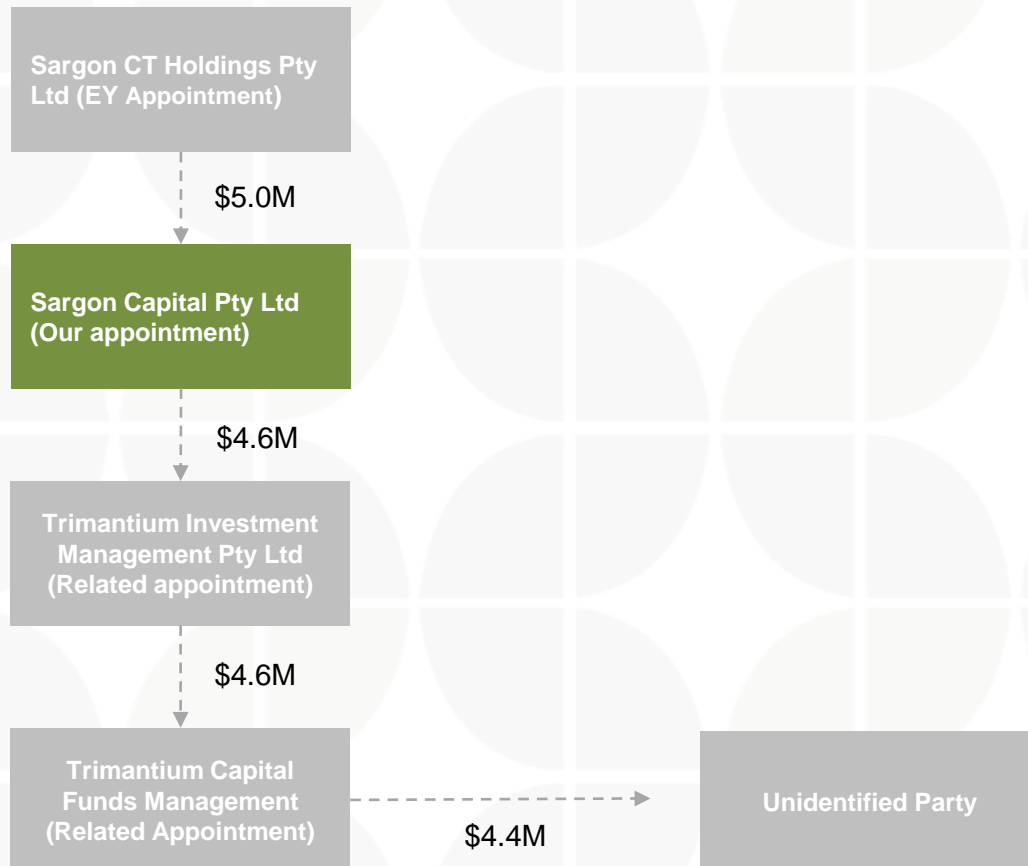 Sargon CT Holdings Pty
Ltd (EY Appointment)
$5.0M
Sargon Capital Pty Ltd
(Our appointment)
$4.6M
Trimantium Investment
Management Pty Ltd
(Related appointment)
$4.6M
Trimantium Capital
Funds Management
(Related Appointment)
$4.4M
Unidentified Party